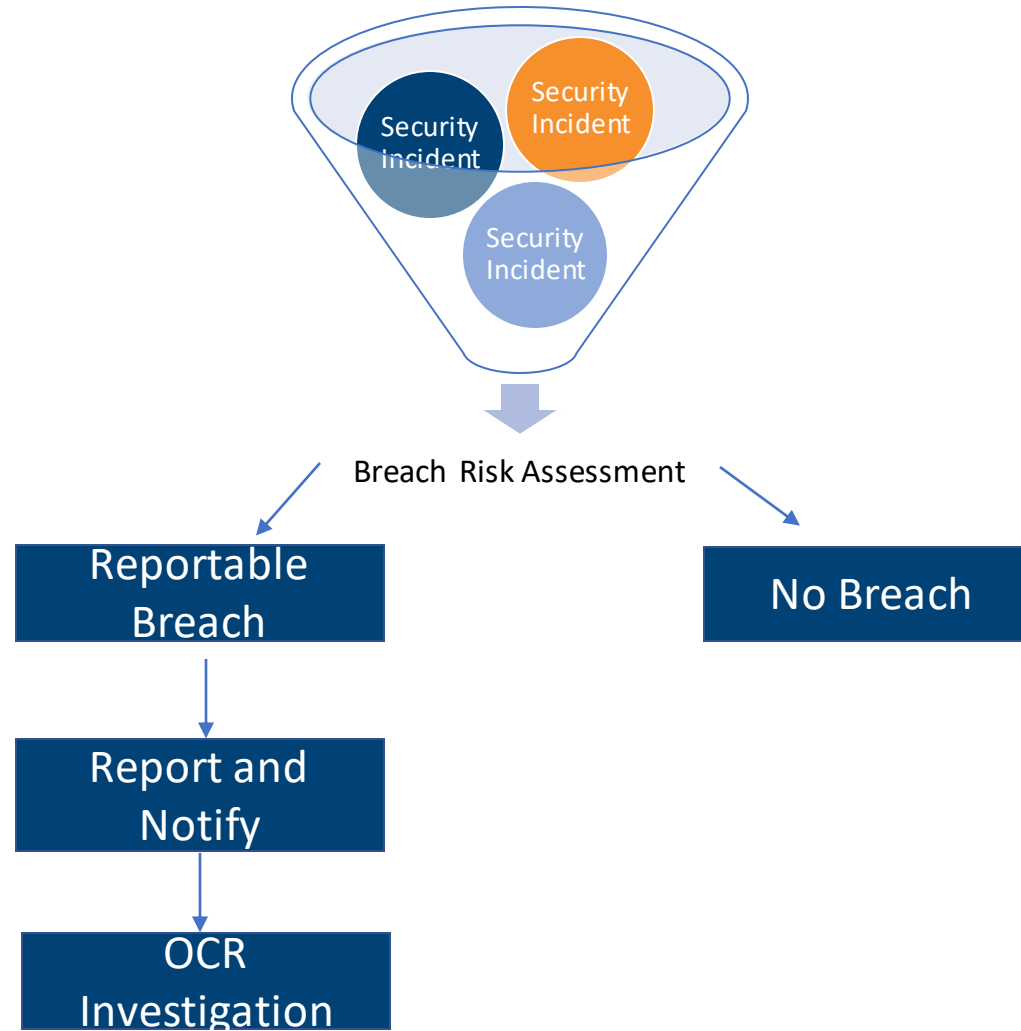 Security
Incident
Security
Incident
Security
Incident
Breach Risk Assessment
Reportable
Breach
No Breach
Report and
Notify
OCR
Investigation